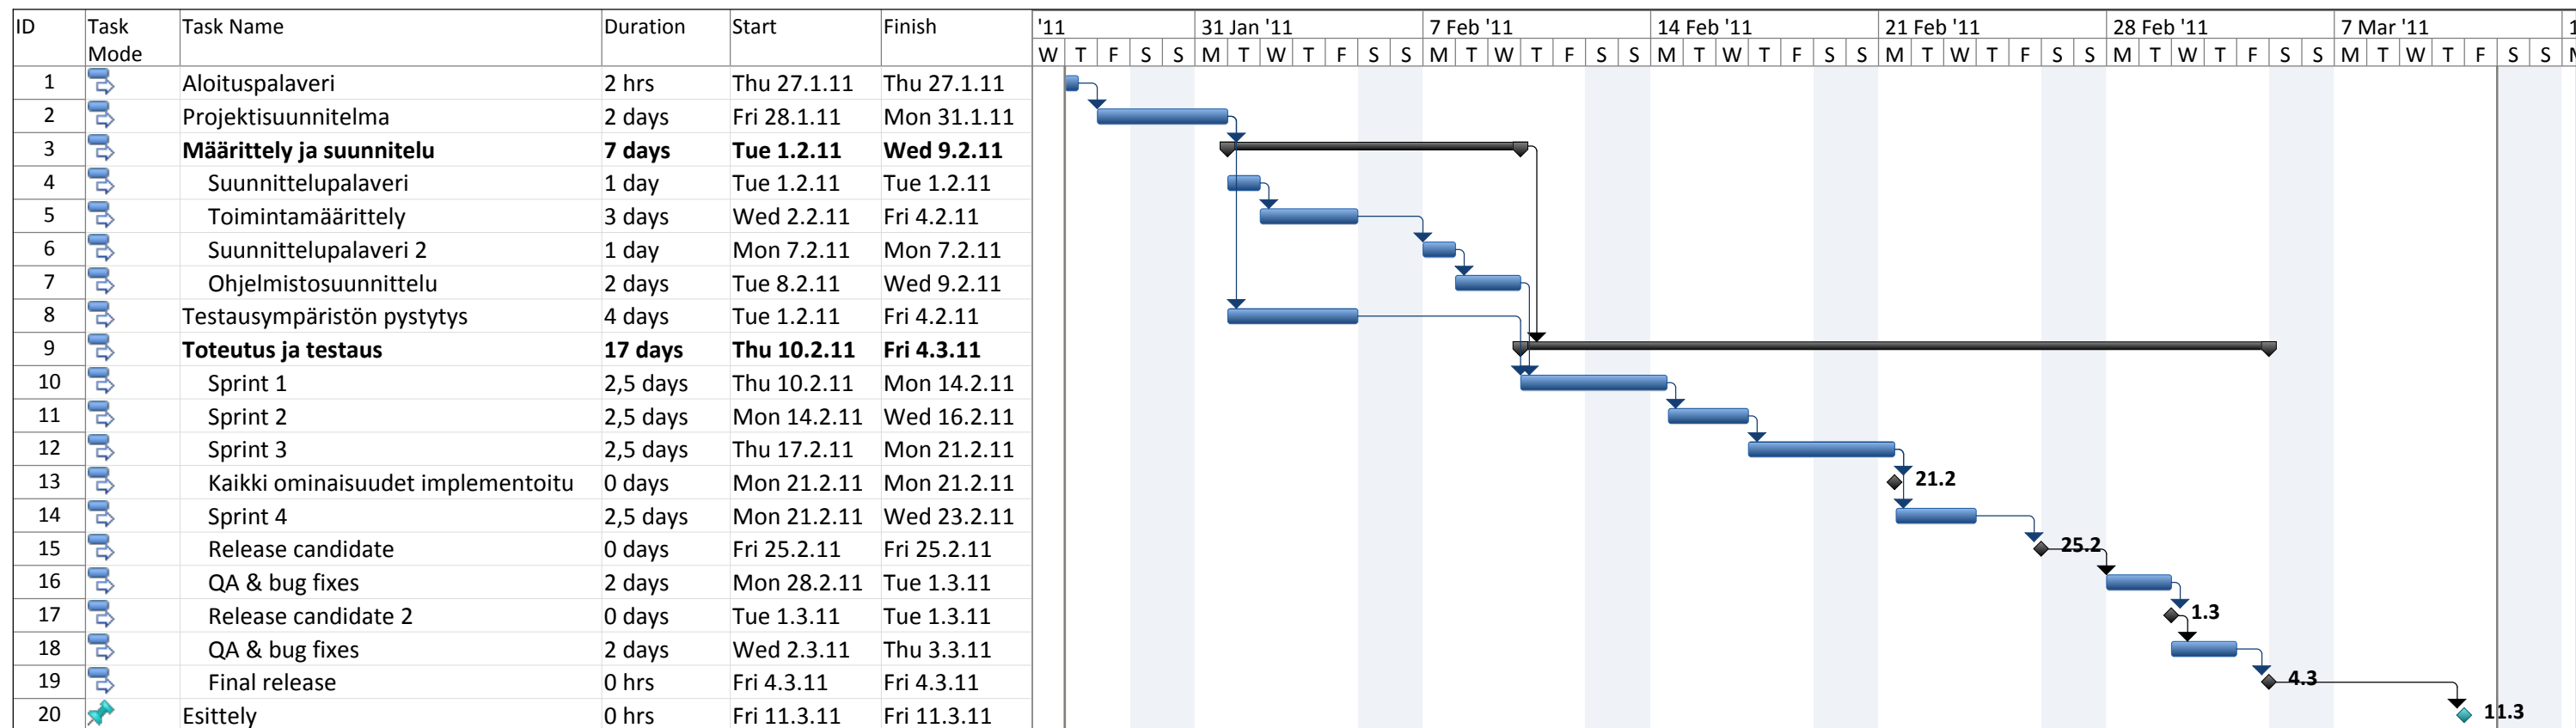 ID Task Mode Task Name Duration Start Finish '11 31 Jan '11 7 Feb '11 14 Feb '11 21 Feb '11 28 Feb '11 7 Mar '11
W T F S S M T W T F S S M T W T F S S M T W T F S S M T W T F S S M T W T F S S M T W T F S S
1 Aloituspalaveri 2 hrs Thu 27.1.11 Thu 27.1.11
2 Projektisuunnitelma 2 days Fri 28.1.11 Mon 31.1.11
3 Määrittely ja suunnitelu 7 days Tue 1.2.11 Wed 9.2.11
4 Suunnittelupalaveri 1 day Tue 1.2.11 Tue 1.2.11
5 Toimintamäärittely 3 days Wed 2.2.11 Fri 4.2.11
6 Suunnittelupalaveri 2 1 day Mon 7.2.11 Mon 7.2.11
7 Ohjelmistosuunnittelu 2 days Tue 8.2.11 Wed 9.2.11
8 Testausympäristön pystytys 4 days Tue 1.2.11 Fri 4.2.11
9 Toteutus ja testaus 17 days Thu 10.2.11 Fri 4.3.11
10 Sprint 1 2,5 days Thu 10.2.11 Mon 14.2.11
11 Sprint 2 2,5 days Mon 14.2.11 Wed 16.2.11
12 Sprint 3 2,5 days Thu 17.2.11 Mon 21.2.11
13 Kaikki ominaisuudet implementoitu 0 days Mon 21.2.11 Mon 21.2.11 21.2
14 Sprint 4 2,5 days Mon 21.2.11 Wed 23.2.11
15 Release candidate 0 days Fri 25.2.11 Fri 25.2.11 25.2
16 QA & bug fixes 2 days Mon 28.2.11 Tue 1.3.11
17 Release candidate 2 0 days Tue 1.3.11 Tue 1.3.11 1.3
18 QA & bug fixes 2 days Wed 2.3.11 Thu 3.3.11
19 Final release 0 hrs Fri 4.3.11 Fri 4.3.11 4.3
20 Esittely 0 hrs Fri 11.3.11 Fri 11.3.11 11.3